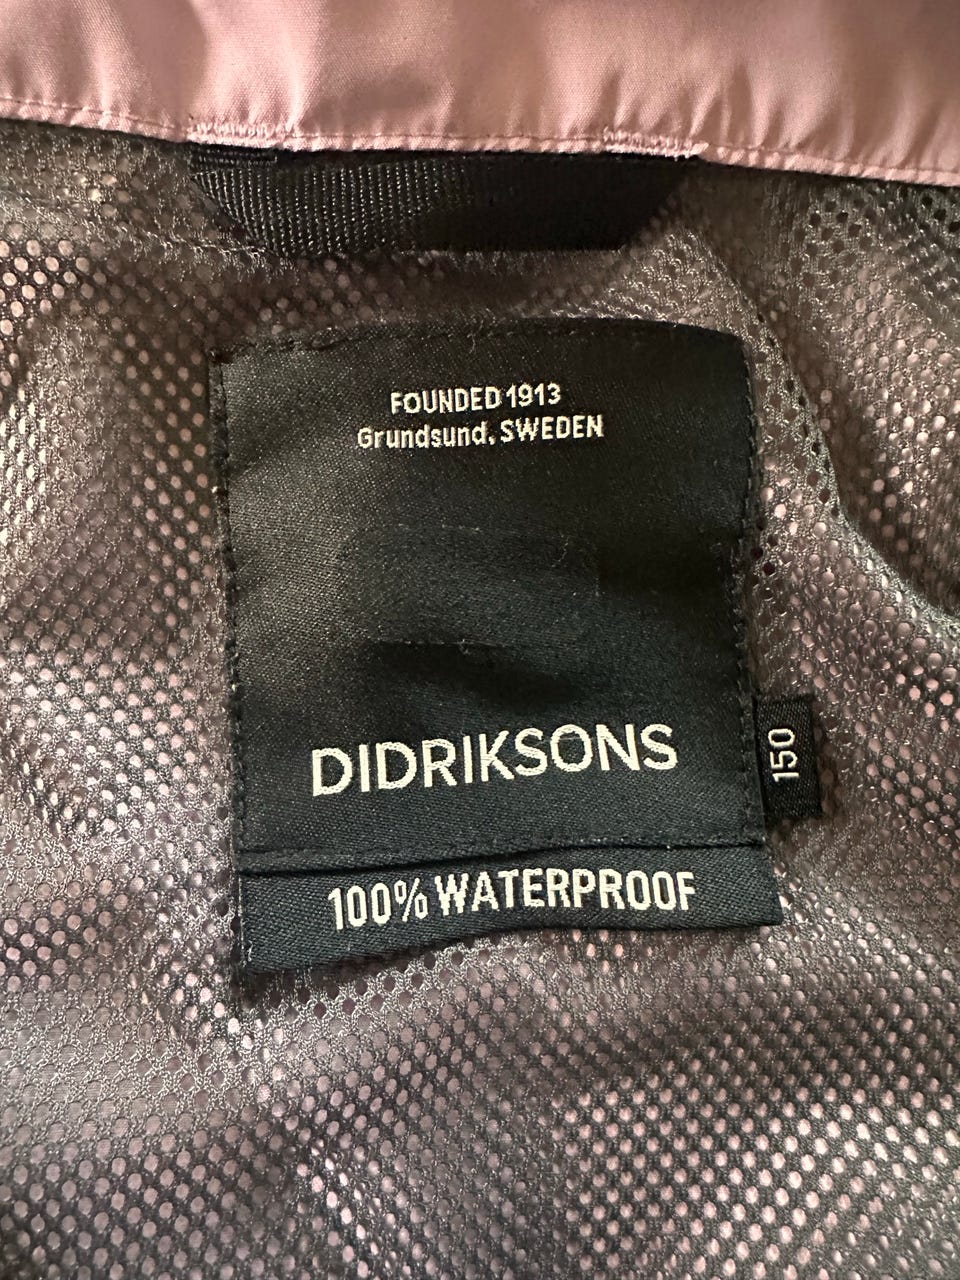 FOUNDED 1913
Grundsund, SWEDEN
DIDRIKSONS
150
100% WATERPROOF